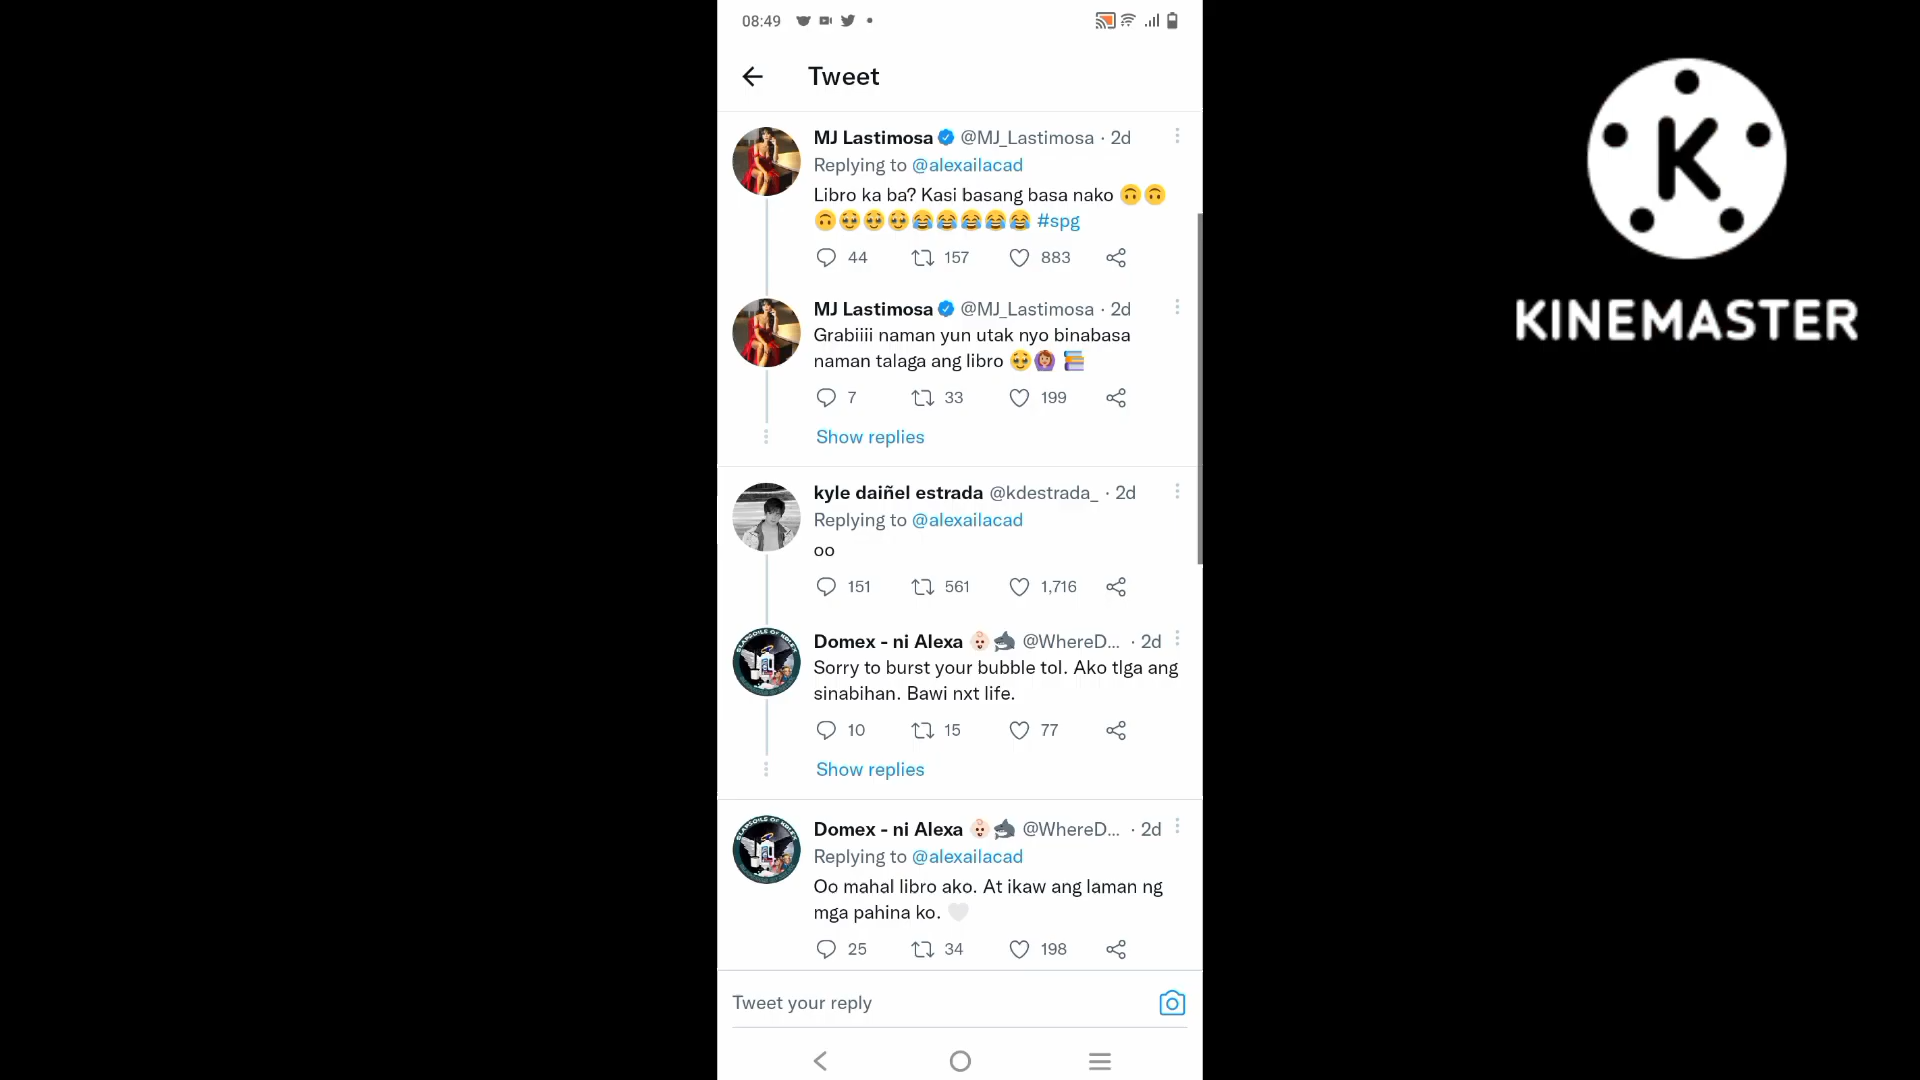 08:49
Tweet
MJ Lastimosa @MJ_Lastimosa · 2d
Replying to @alexailacad
Libro ka ba? Kasi basang basa nako 🙃🙃
🙃🥹🥹🥹😂😂😂😂😂 #spg
44 157 883
MJ Lastimosa @MJ_Lastimosa · 2d
Grabiiii naman yun utak nyo binabasa
naman talaga ang libro 🥹🙆🏽‍♀️📚
7 33 199
Show replies
kyle daiñel estrada @kdestrada_ · 2d
Replying to @alexailacad
oo
151 561 1,716
Domex - ni Alexa 👶🏻🦈 @WhereD... · 2d
Sorry to burst your bubble tol. Ako tlga ang
sinabihan. Bawi nxt life.
10 15 77
Show replies
Domex - ni Alexa 👶🏻🦈 @WhereD... · 2d
Replying to @alexailacad
Oo mahal libro ako. At ikaw ang laman ng
mga pahina ko. 🤍
25 34 198
Tweet your reply
K
KINEMASTER